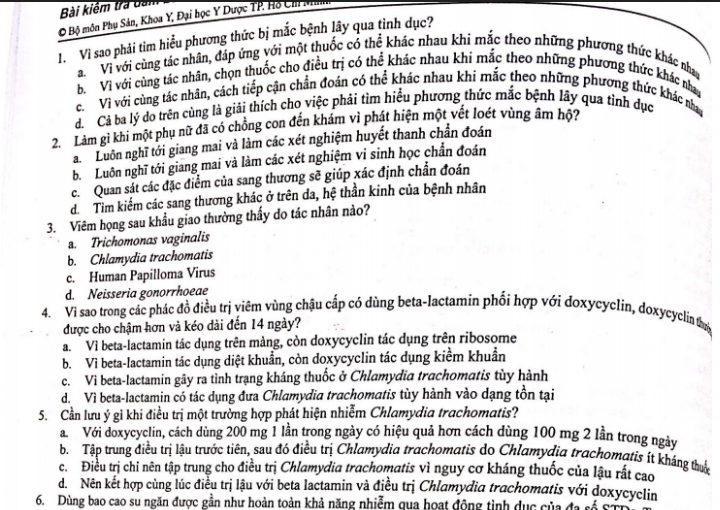 Bài kiểm tra
© Bộ môn Phụ Sản, Khoa Y, Đại học Y Dược TP. Hồ Chí
1. Vì sao phải tìm hiểu phương thức bị mắc bệnh lây qua tình dục?
a. Vì với cùng tác nhân, đáp ứng với một thuốc có thể khác nhau khi mắc theo những phương thức khác nhau
b. Vì với cùng tác nhân, chọn thuốc cho điều trị có thể khác nhau khi mắc theo những phương thức khác nhau
c. Vì với cùng tác nhân, cách tiếp cận chẩn đoán có thể khác nhau khi mắc theo những phương thức khác nhau
d. Cả ba lý do trên cùng là giải thích cho việc phải tìm hiểu phương thức mắc bệnh lây qua tình dục
2. Làm gì khi một phụ nữ đã có chồng con đến khám vì phát hiện một vết loét vùng âm hộ?
a. Luôn nghĩ tới giang mai và làm các xét nghiệm huyết thanh chẩn đoán
b. Luôn nghĩ tới giang mai và làm các xét nghiệm vi sinh học chẩn đoán
c. Quan sát các đặc điểm của sang thương sẽ giúp xác định chẩn đoán
d. Tìm kiếm các sang thương khác ở trên da, hệ thần kinh của bệnh nhân
3. Viêm họng sau khẩu giao thường thấy do tác nhân nào?
a. Trichomonas vaginalis
b. Chlamydia trachomatis
c. Human Papilloma Virus
d. Neisseria gonorrhoeae
4. Vì sao trong các phác đồ điều trị viêm vùng chậu cấp có dùng beta-lactamin phối hợp với doxycyclin, doxycyclin
được cho chậm hơn và kéo dài đến 14 ngày?
a. Vì beta-lactamin tác dụng trên màng, còn doxycyclin tác dụng trên ribosome
b. Vì beta-lactamin tác dụng diệt khuẩn, còn doxycyclin tác dụng kiềm khuẩn
c. Vì beta-lactamin gây ra tình trạng kháng thuốc ở Chlamydia trachomatis tùy hành
d. Vì beta-lactamin có tác dụng đưa Chlamydia trachomatis tùy hành vào dạng tồn tại
5. Cần lưu ý gì khi điều trị một trường hợp phát hiện nhiễm Chlamydia trachomatis?
a. Với doxycyclin, cách dùng 200 mg 1 lần trong ngày có hiệu quả hơn cách dùng 100 mg 2 lần trong ngày
b. Tập trung điều trị lậu trước tiên, sau đó điều trị Chlamydia trachomatis do Chlamydia trachomatis ít kháng thuốc
c. Điều trị chỉ nên tập trung cho điều trị Chlamydia trachomatis vì nguy cơ kháng thuốc của lậu rất cao
d. Nên kết hợp cùng lúc điều trị lậu với beta lactamin và điều trị Chlamydia trachomatis với doxycyclin
6. Dùng bao cao su ngăn được gần như hoàn toàn khả năng nhiễm qua hoạt động tình dục của đa số